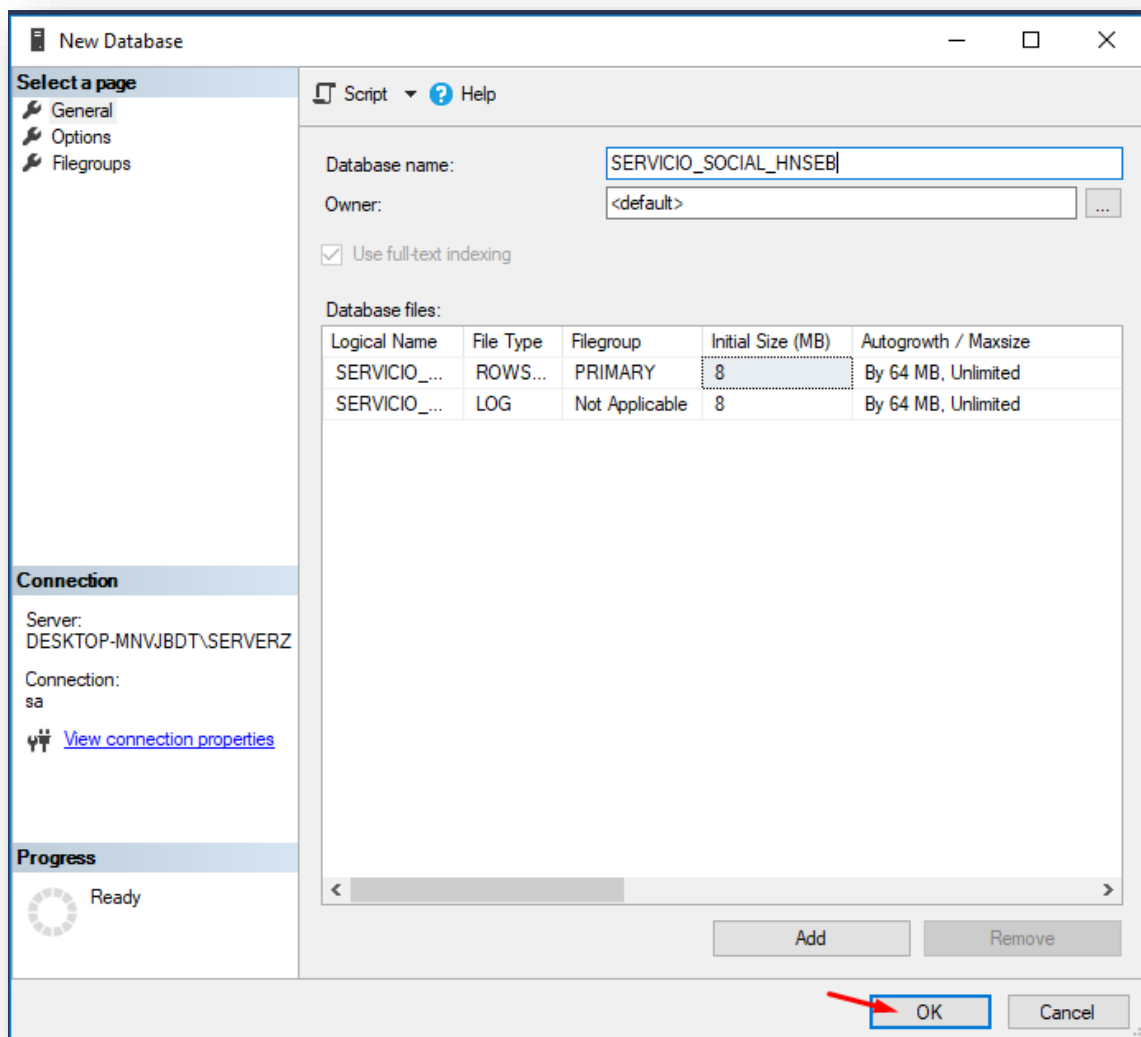 New Database
Select a page
General
Options
Filegroups
Script
Help
Database name:
SERVICIO_SOCIAL_HNSEB
Owner:
<default>
...
Use full-text indexing
Database files:
Logical Name File Type Filegroup Initial Size (MB) Autogrowth / Maxsize
SERVICIO_... ROWS... PRIMARY 8 By 64 MB, Unlimited
SERVICIO_... LOG Not Applicable 8 By 64 MB, Unlimited
Connection
Server:
DESKTOP-MNVJBDT\SERVERZ
Connection:
sa
View connection properties
Progress
Ready
Add
Remove
OK
Cancel